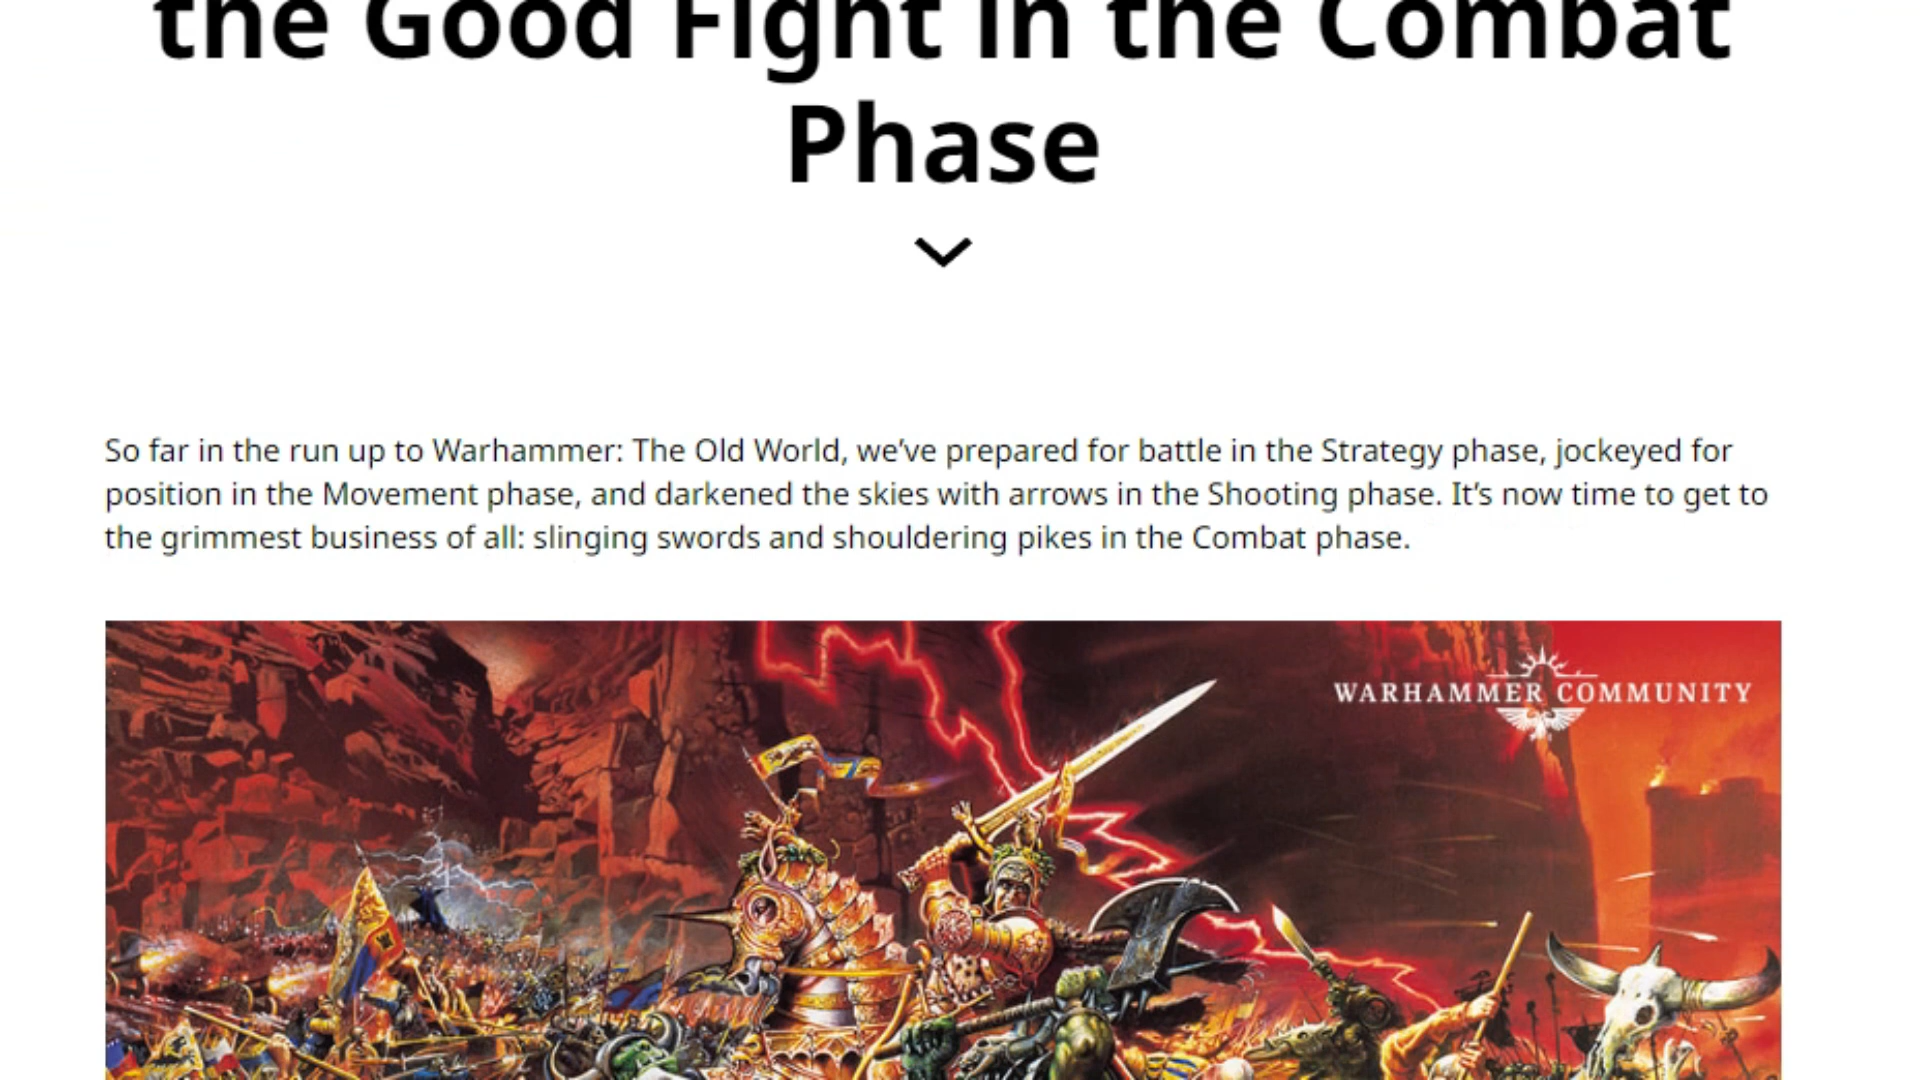 the Good Fight in the Combat
Phase
So far in the run up to Warhammer: The Old World, we’ve prepared for battle in the Strategy phase, jockeyed for
position in the Movement phase, and darkened the skies with arrows in the Shooting phase. It’s now time to get to
the grimmest business of all: slinging swords and shouldering pikes in the Combat phase.
WARHAMMER COMMUNITY